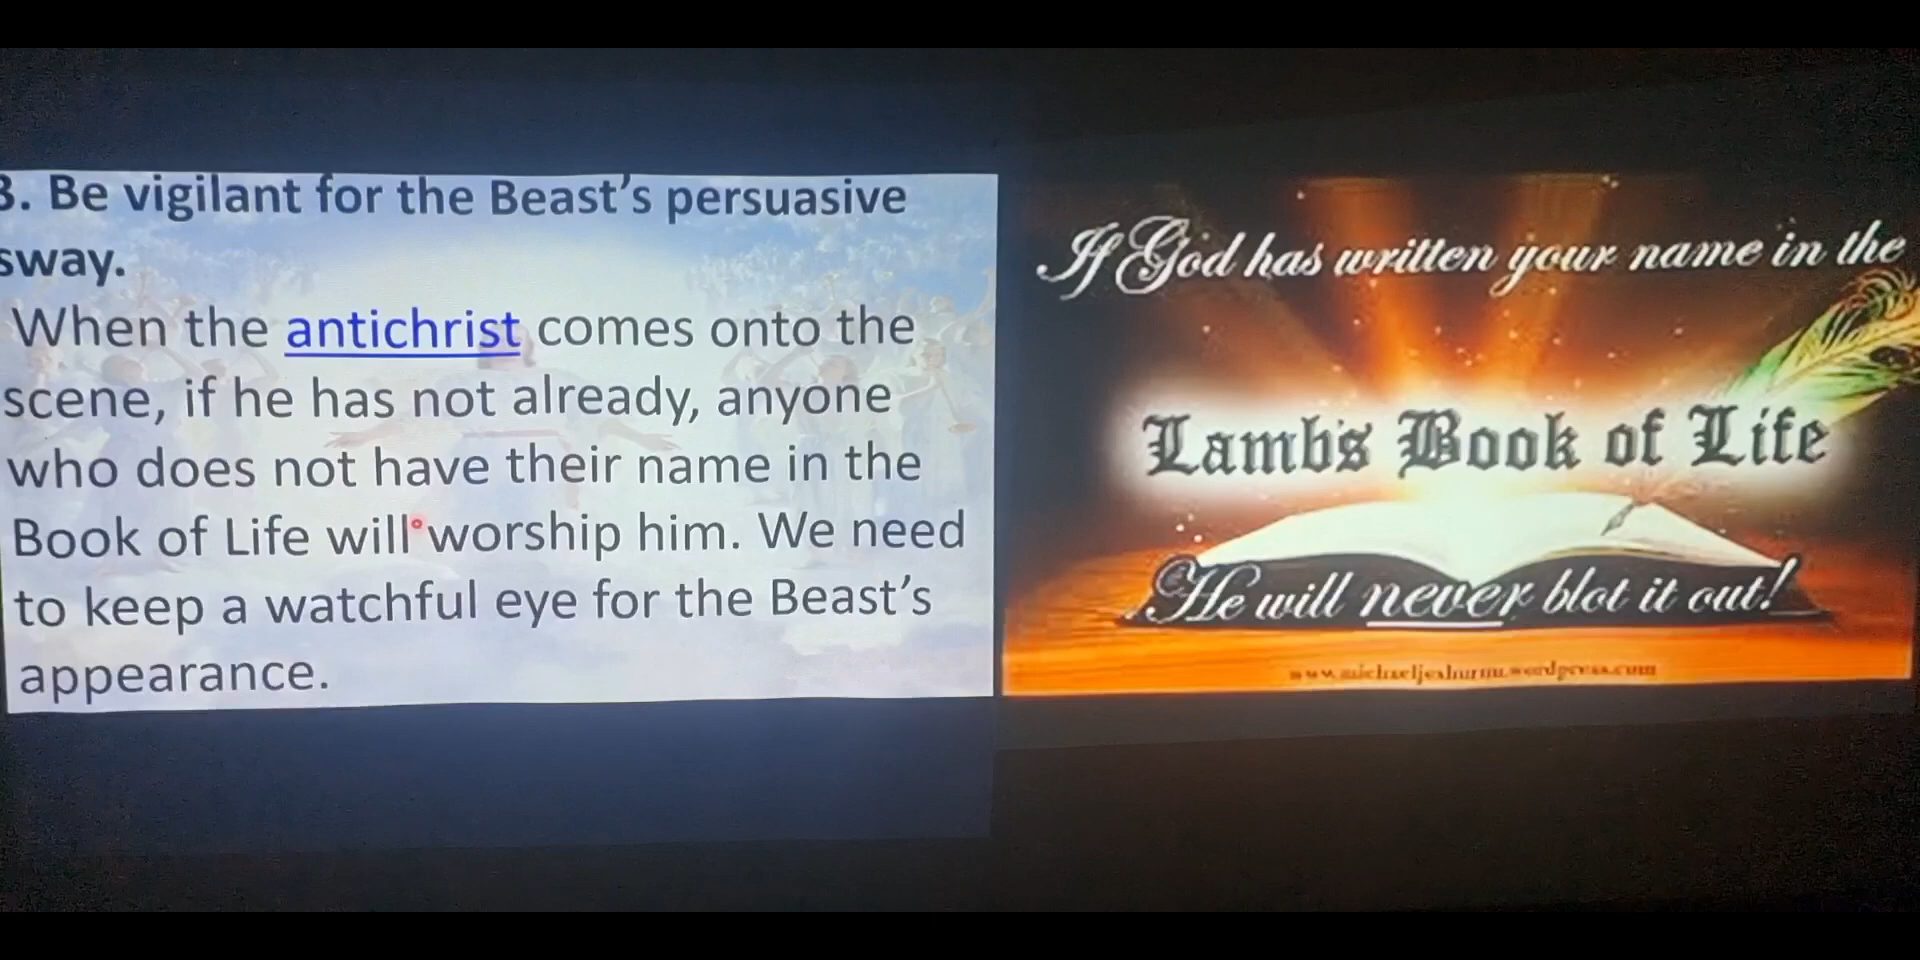 3. Be vigilant for the Beast's persuasive
sway.
When the antichrist comes onto the
scene, if he has not already, anyone
who does not have their name in the
Book of Life will worship him. We need
to keep a watchful eye for the Beast's
appearance.
If God has written your name in the
Lamb's Book of Life
He will never blot it out!